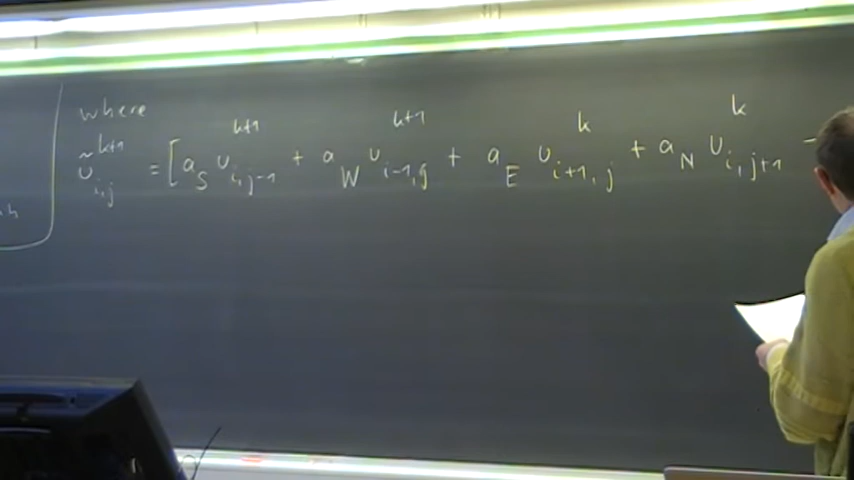 where
ũ_{i,j}^{k+1} = [ a_S u_{i,j-1}^{k+1} + a_W u_{i-1,j}^{k+1} + a_E u_{i+1,j}^{k} + a_N u_{i,j+1}^{k} -